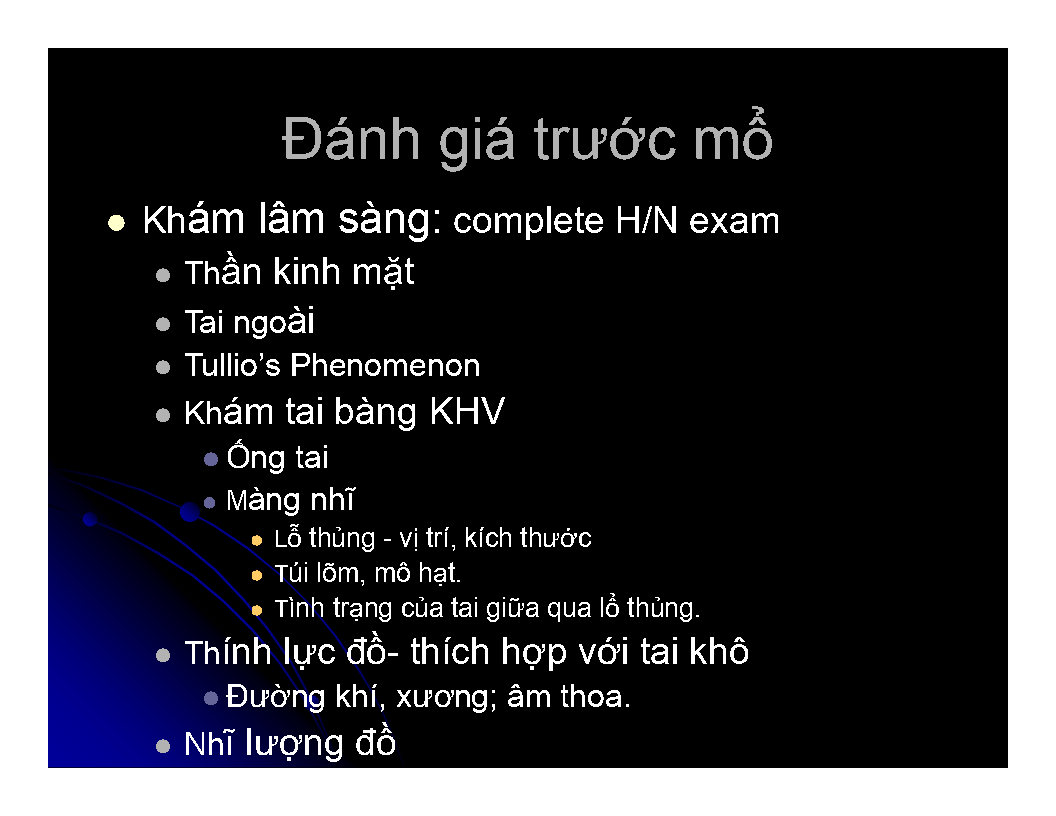 Đánh giá trước mổ
Khám lâm sàng: complete H/N exam
Thần kinh mặt
Tai ngoài
Tullio’s Phenomenon
Khám tai bàng KHV
Ống tai
Màng nhĩ
Lỗ thủng - vị trí, kích thước
Túi lõm, mô hạt.
Tình trạng của tai giữa qua lổ thủng.
Thính lực đồ- thích hợp với tai khô
Đường khí, xương; âm thoa.
Nhĩ lượng đồ